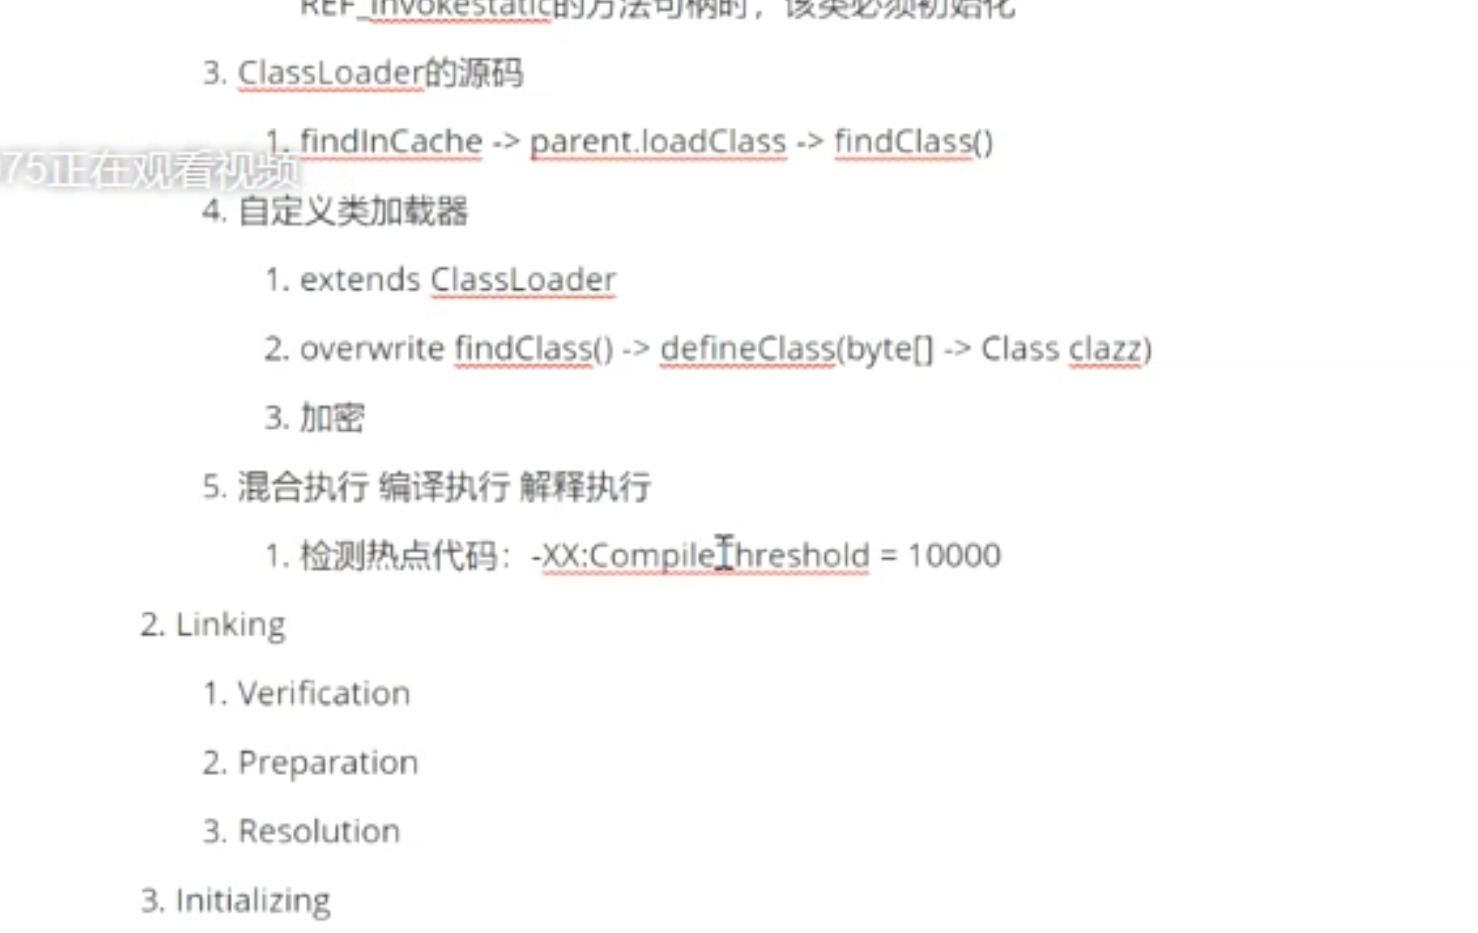 REF_invokestatic的方法句柄时，该类必须初始化
3. ClassLoader的源码
1. findInCache -> parent.loadClass -> findClass()
075正在观看视频
4. 自定义类加载器
1. extends ClassLoader
2. overwrite findClass() -> defineClass(byte[] -> Class clazz)
3. 加密
5. 混合执行 编译执行 解释执行
1. 检测热点代码：-XX:CompileThreshold = 10000
2. Linking
1. Verification
2. Preparation
3. Resolution
3. Initializing